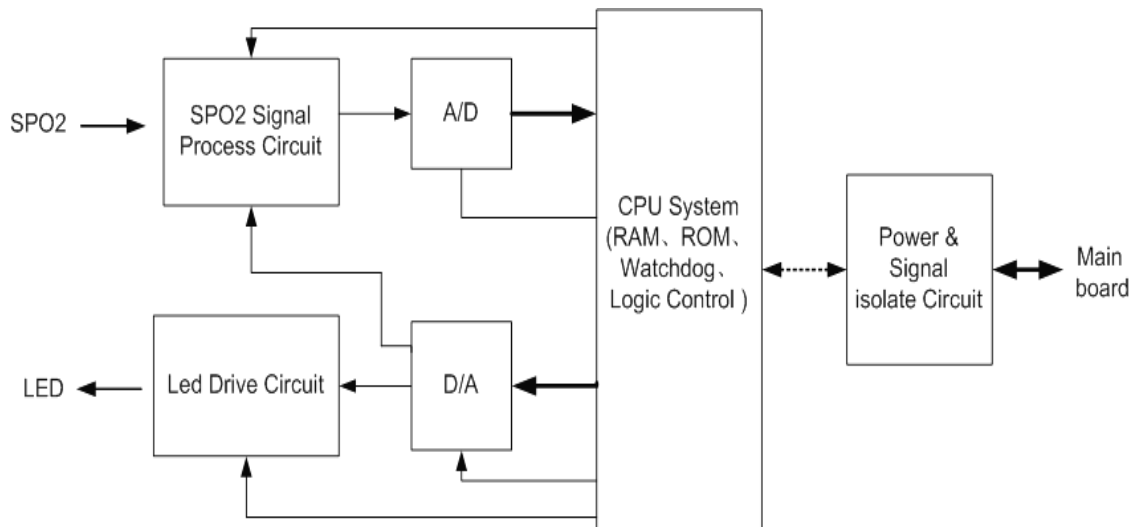 SPO2
SPO2 Signal
Process Circuit
A/D
CPU System
(RAM、ROM、
Watchdog、
Logic Control )
Power &
Signal
isolate Circuit
Main
board
LED
Led Drive Circuit
D/A